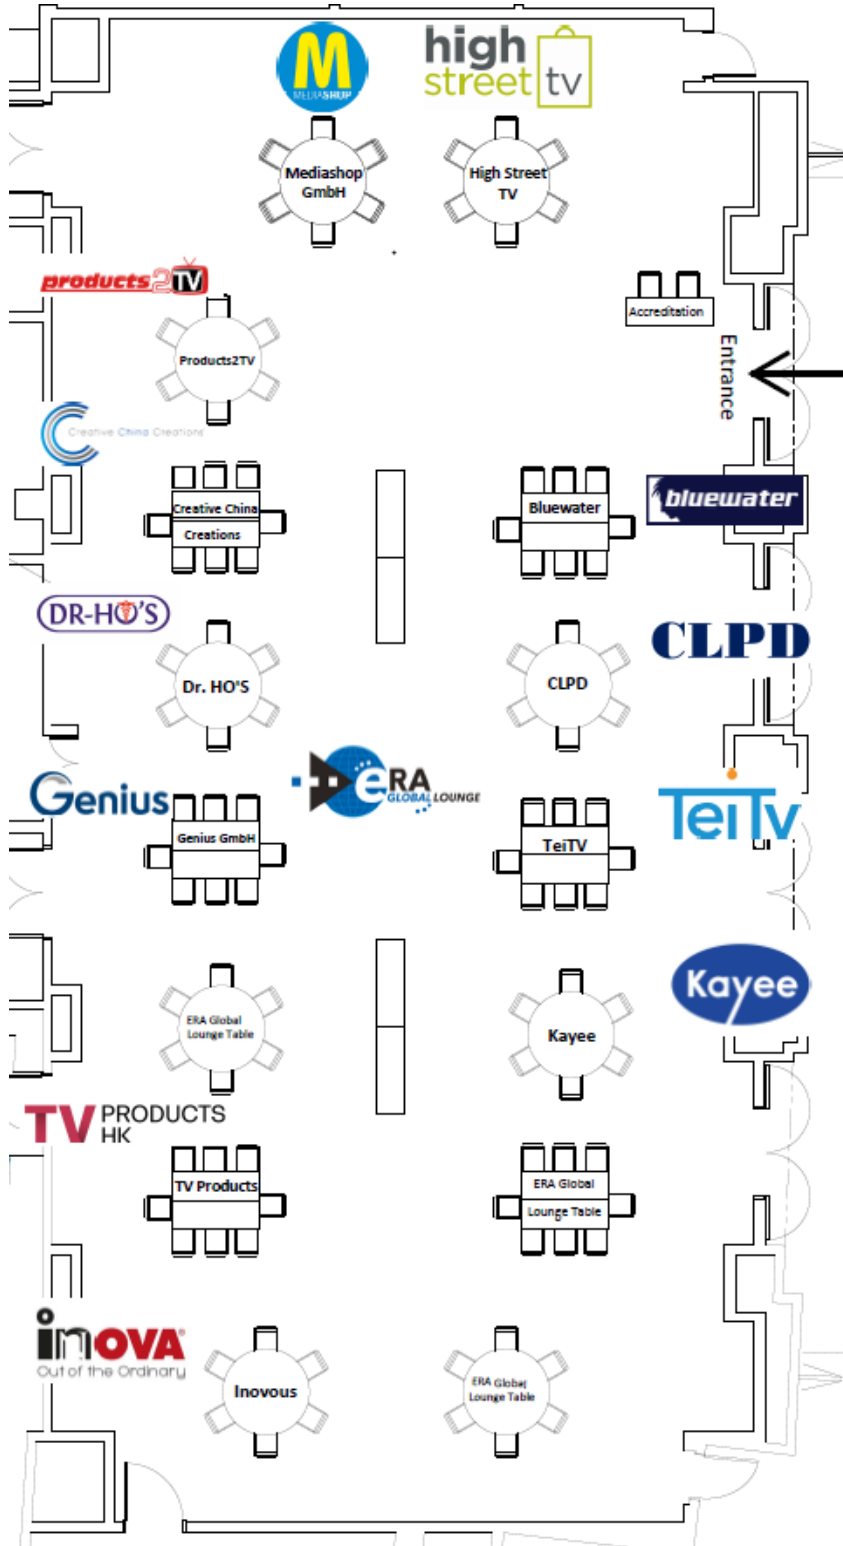 M
MEDIASHOP
high
street tv
Mediashop
GmbH
High Street
TV
products2TV
Accreditation
Products2TV
Entrance
Creative China Creations
Creative China
Creations
Bluewater
bluewater
DR-HO'S
Dr. HO'S
CLPD
CLPD
Genius
eRA
GLOBAL LOUNGE
TeiTv
Genius GmbH
TeiTV
Kayee
ERA Global
Lounge Table
Kayee
TV PRODUCTS
HK
TV Products
ERA Global
Lounge Table
inOVA
Out of the Ordinary
Inovous
ERA Global
Lounge Table